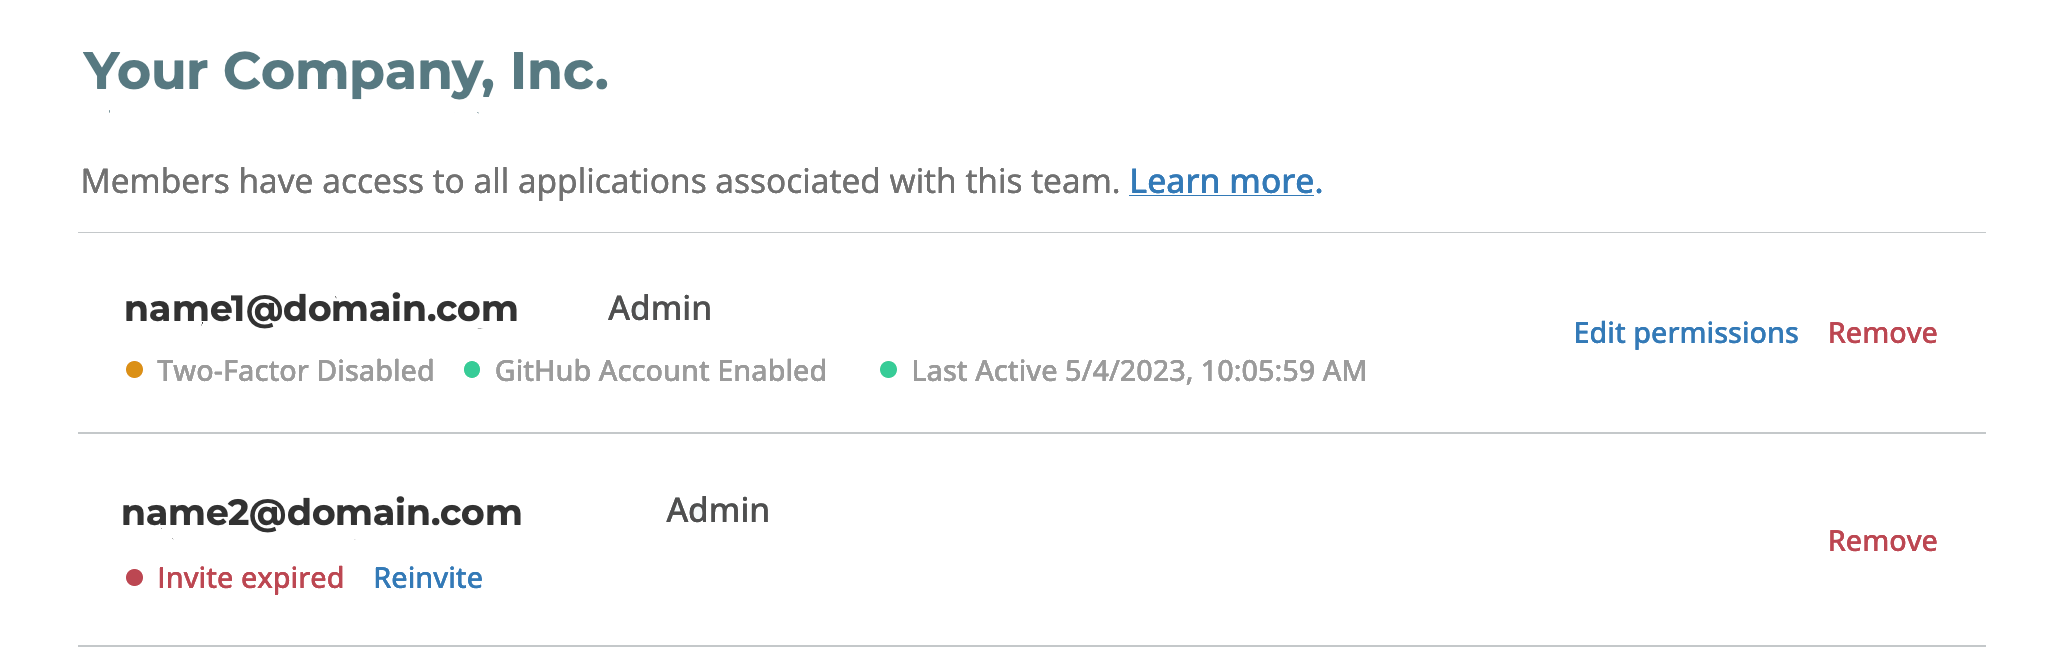 Your Company, Inc.
Members have access to all applications associated with this team. Learn more.
name1@domain.com Admin
Edit permissions Remove
Two-Factor Disabled GitHub Account Enabled Last Active 5/4/2023, 10:05:59 AM
name2@domain.com Admin
Remove
Invite expired Reinvite